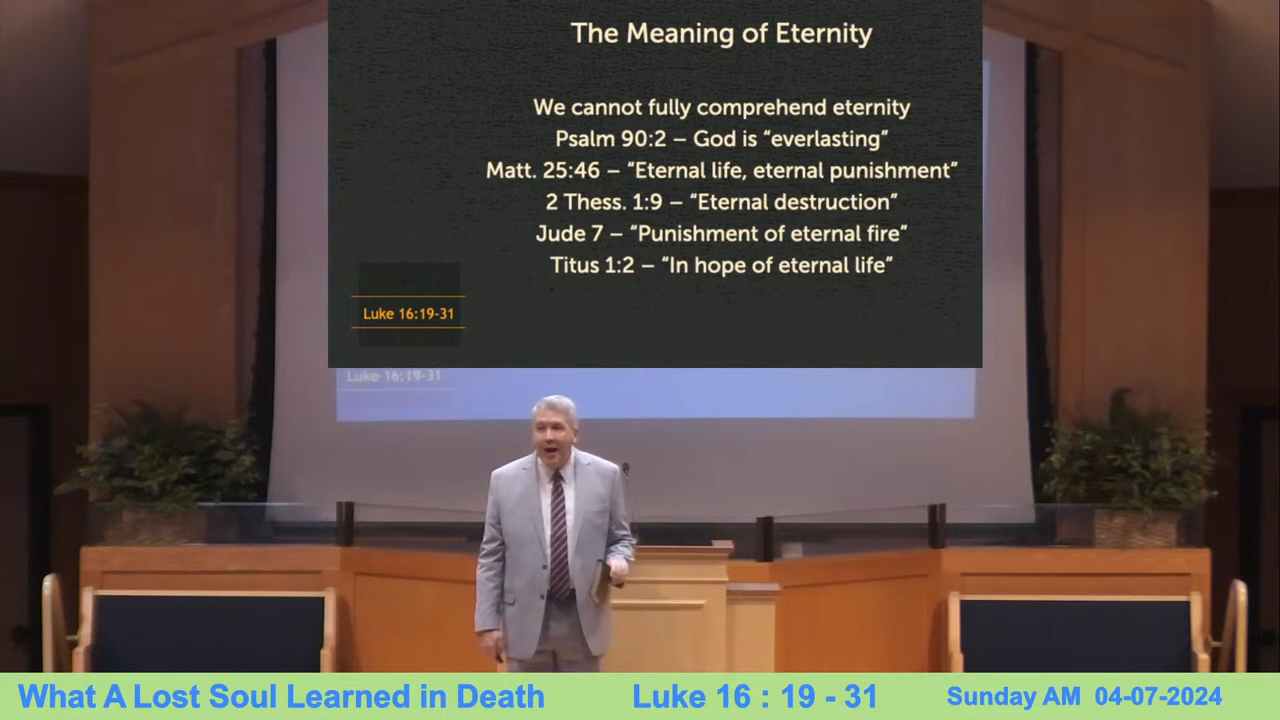 The Meaning of Eternity
We cannot fully comprehend eternity
Psalm 90:2 – God is “everlasting”
Matt. 25:46 – “Eternal life, eternal punishment”
2 Thess. 1:9 – “Eternal destruction”
Jude 7 – “Punishment of eternal fire”
Titus 1:2 – “In hope of eternal life”
Luke 16:19-31
Luke 16:19-31
What A Lost Soul Learned in Death Luke 16 : 19 - 31 Sunday AM 04-07-2024